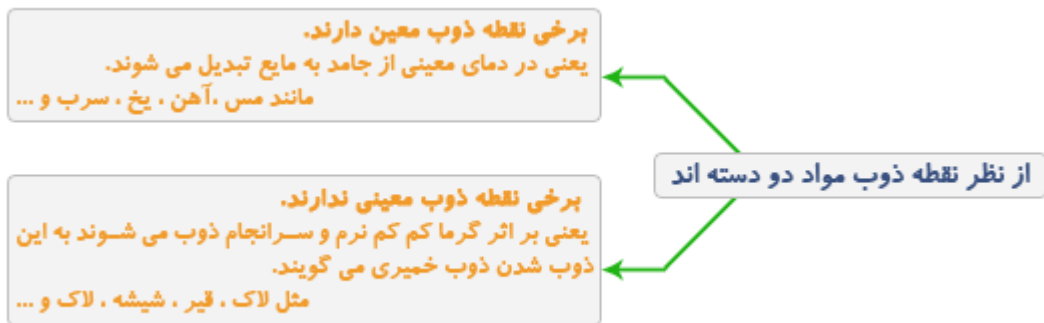 از نظر نقطه ذوب مواد دو دسته اند
برخی نقطه ذوب معین دارند.
یعنی در دمای معینی از جامد به مایع تبدیل می شوند.
مانند مس ،آهن ، یخ ، سرب و ...
برخی نقطه ذوب معینی ندارند.
یعنی بر اثر گرما کم کم نرم و سـرانجام ذوب می شـوند به این
ذوب شدن ذوب خمیری می گویند.
مثل لاک ، قیر ، شیشه ، لاک و ...